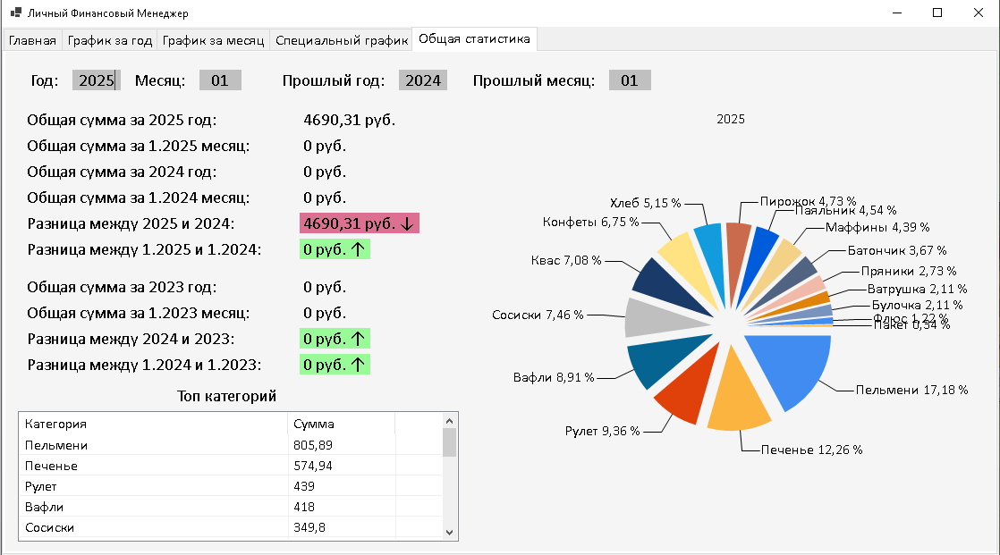 Личный Финансовый Менеджер
Главная График за год График за месяц Специальный график Общая статистика
Год: 2025 Месяц: 01 Прошлый год: 2024 Прошлый месяц: 01
Общая сумма за 2025 год: 4690,31 руб.
Общая сумма за 1.2025 месяц: 0 руб.
Общая сумма за 2024 год: 0 руб.
Общая сумма за 1.2024 месяц: 0 руб.
Разница между 2025 и 2024: 4690,31 руб. ↓
Разница между 1.2025 и 1.2024: 0 руб. ↑
Общая сумма за 2023 год: 0 руб.
Общая сумма за 1.2023 месяц: 0 руб.
Разница между 2024 и 2023: 0 руб. ↑
Разница между 1.2024 и 1.2023: 0 руб. ↑
Топ категорий
Категория Сумма
Пельмени 805,89
Печенье 574,94
Рулет 439
Вафли 418
Сосиски 349,8
2025
Хлеб 5,15 %
Конфеты 6,75 %
Квас 7,08 %
Сосиски 7,46 %
Вафли 8,91 %
Рулет 9,36 %
Пирожок 4,73 %
Паяльник 4,54 %
Маффины 4,39 %
Батончик 3,67 %
Пряники 2,73 %
Ватрушка 2,11 %
Булочка 2,11 %
Флюс 1,22 %
Пакет 0,34 %
Пельмени 17,18 %
Печенье 12,26 %